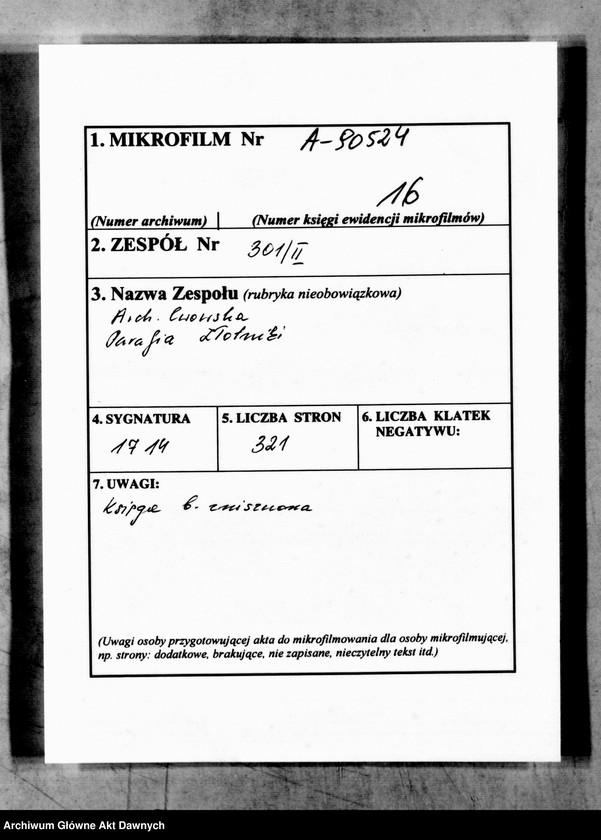 1. MIKROFILM Nr A-90524
16
(Numer archiwum) (Numer księgi ewidencji mikrofilmów)
2. ZESPÓŁ Nr 301/II
3. Nazwa Zespołu (rubryka nieobowiązkowa)
Arch. Lwowska
Parafia Złotniki
4. SYGNATURA 5. LICZBA STRON 6. LICZBA KLATEK NEGATYWU:
1714 321
7. UWAGI:
Księga b. zniszczona
(Uwagi osoby przygotowującej akta do mikrofilmowania dla osoby mikrofilmującej,
np. strony: dodatkowe, brakujące, nie zapisane, nieczytelny tekst itd.)
Archiwum Główne Akt Dawnych